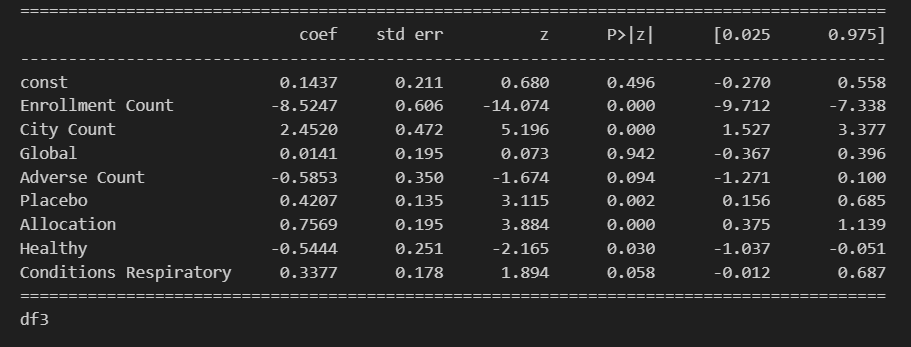 ==========================================================================================
coef std err z P>|z| [0.025 0.975]
------------------------------------------------------------------------------------------
const 0.1437 0.211 0.680 0.496 -0.270 0.558
Enrollment Count -8.5247 0.606 -14.074 0.000 -9.712 -7.338
City Count 2.4520 0.472 5.196 0.000 1.527 3.377
Global 0.0141 0.195 0.073 0.942 -0.367 0.396
Adverse Count -0.5853 0.350 -1.674 0.094 -1.271 0.100
Placebo 0.4207 0.135 3.115 0.002 0.156 0.685
Allocation 0.7569 0.195 3.884 0.000 0.375 1.139
Healthy -0.5444 0.251 -2.165 0.030 -1.037 -0.051
Conditions Respiratory 0.3377 0.178 1.894 0.058 -0.012 0.687
==========================================================================================
df3